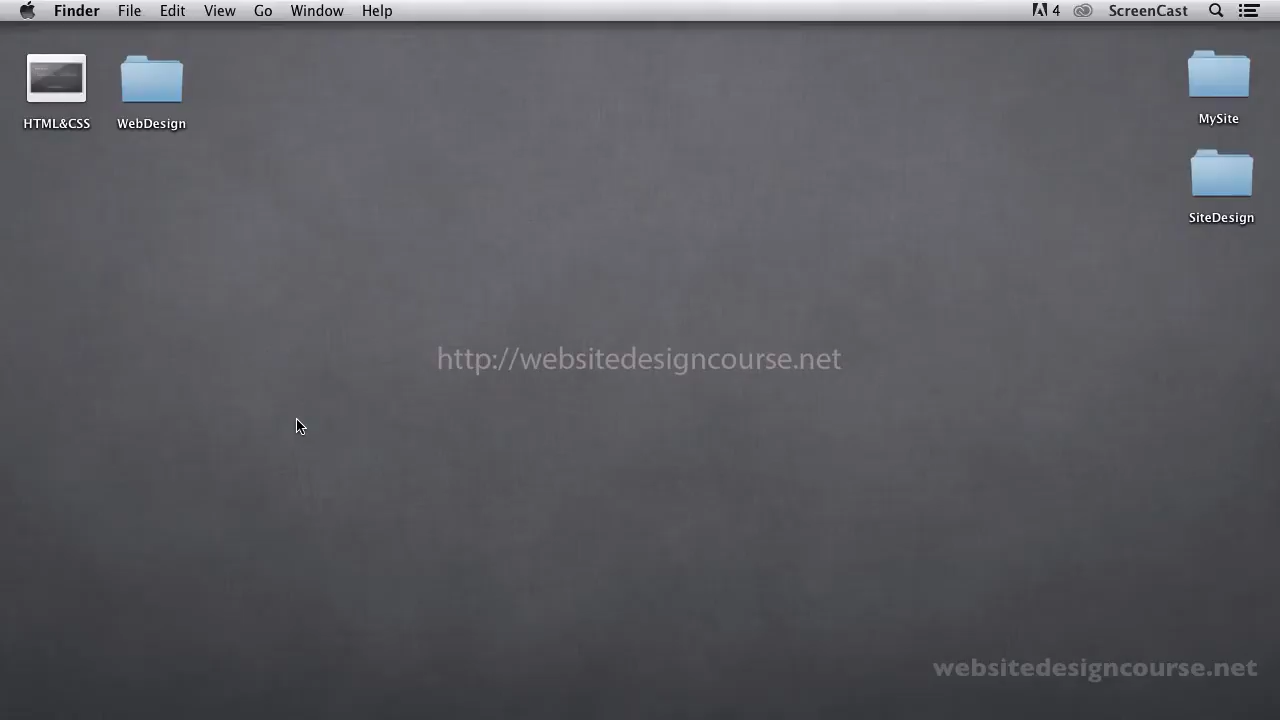 Finder File Edit View Go Window Help 4 ScreenCast
HTML&CSS
WebDesign
MySite
SiteDesign
http://websitedesigncourse.net
websitedesigncourse.net